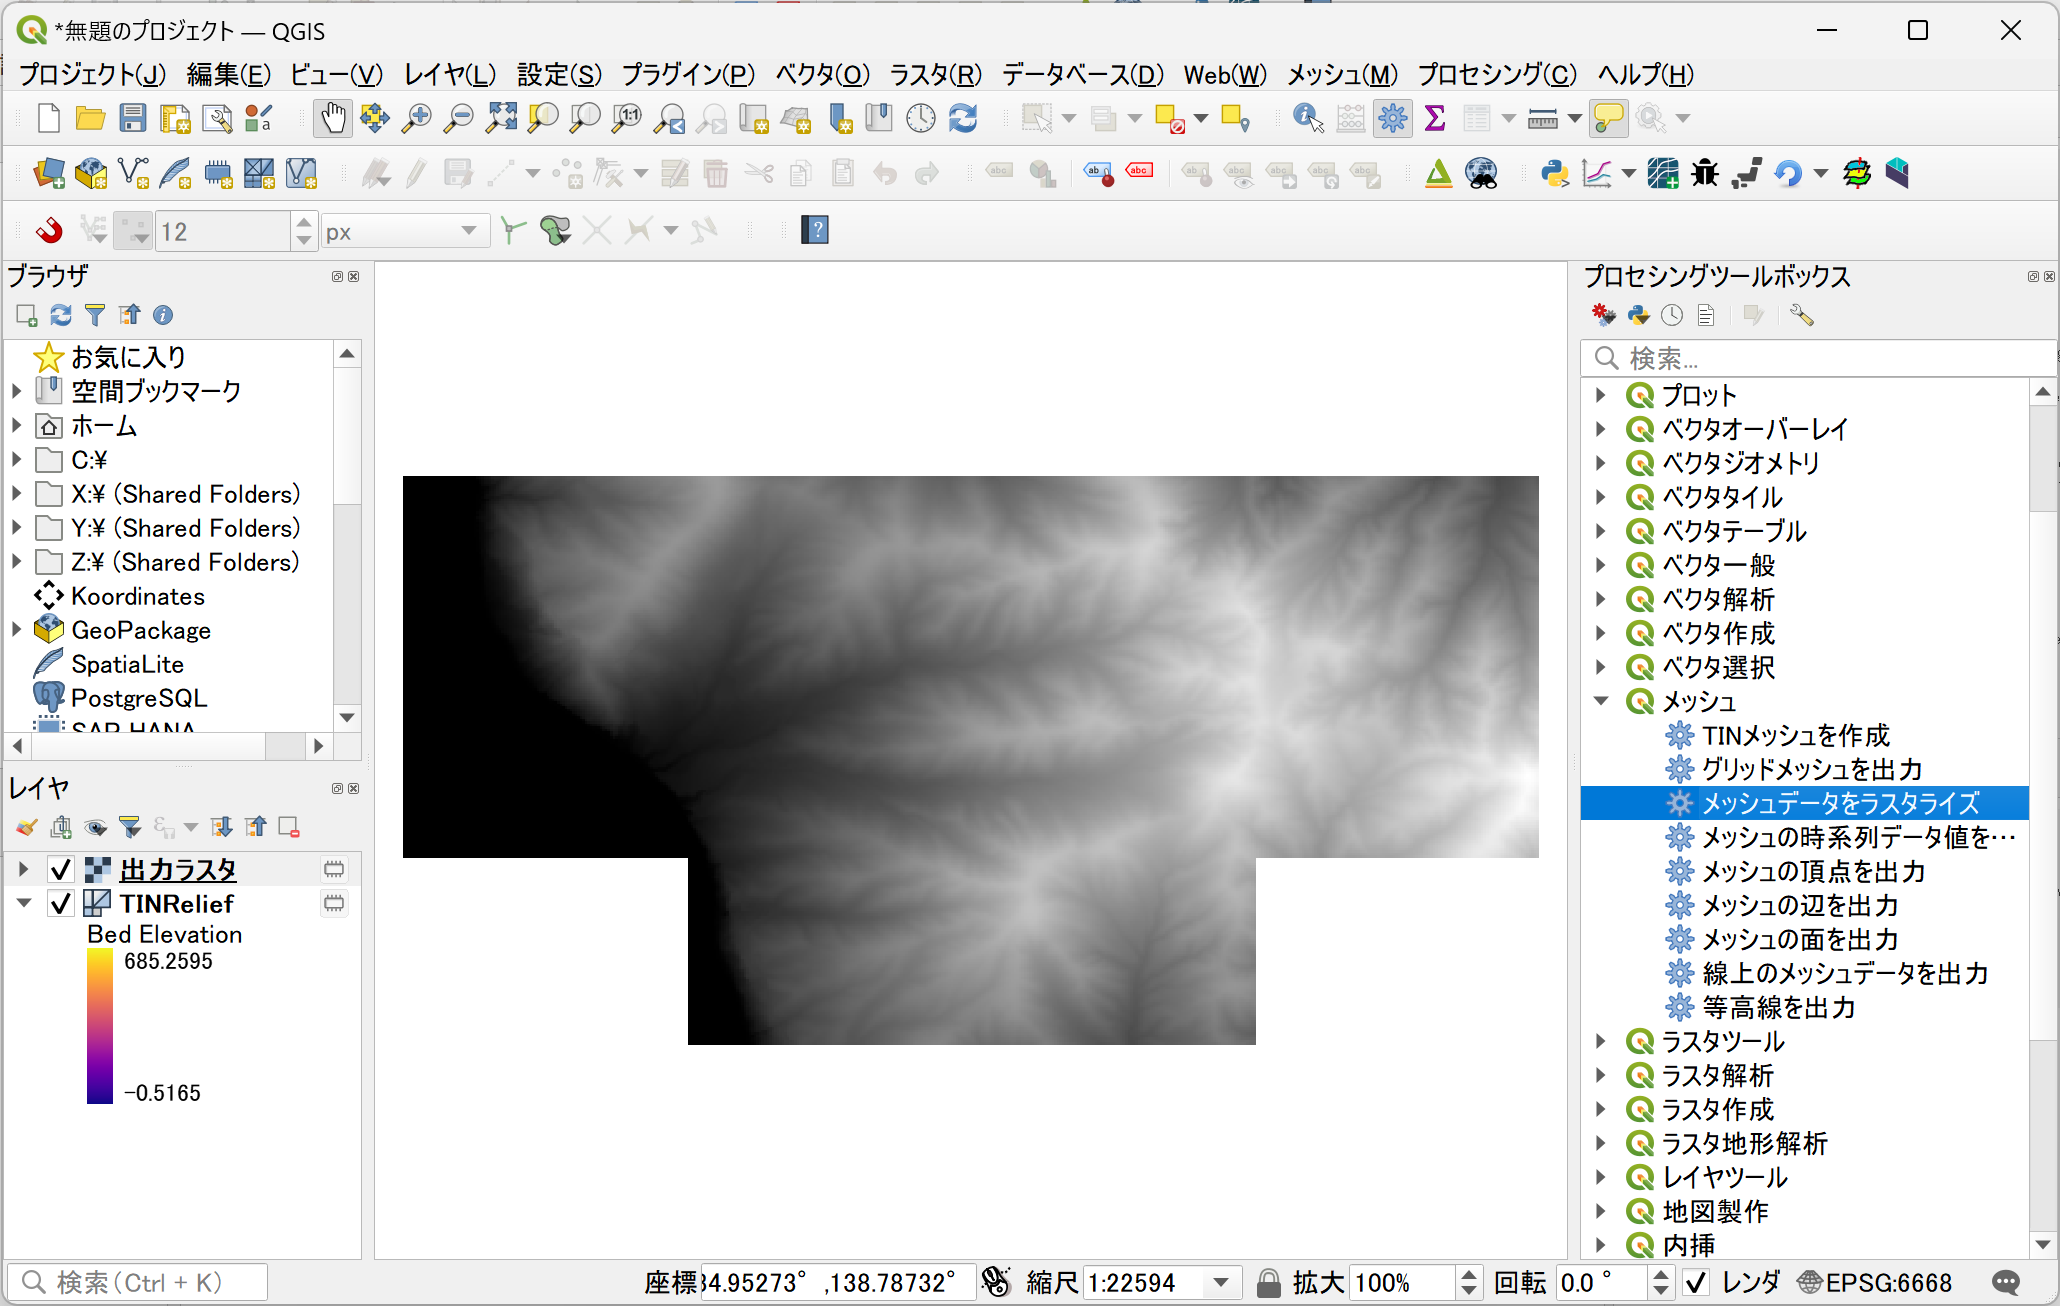 *無題のプロジェクト — QGIS
プロジェクト(J) 編集(E) ビュー(V) レイヤ(L) 設定(S) プラグイン(P) ベクタ(O) ラスタ(R) データベース(D) Web(W) メッシュ(M) プロセシング(C) ヘルプ(H)
12
px
ブラウザ
お気に入り
空間ブックマーク
ホーム
C:¥
X:¥ (Shared Folders)
Y:¥ (Shared Folders)
Z:¥ (Shared Folders)
Koordinates
GeoPackage
SpatiaLite
PostgreSQL
SAP HANA
レイヤ
出力ラスタ
TINRelief
Bed Elevation
685.2595
-0.5165
プロセシングツールボックス
検索...
プロット
ベクタオーバーレイ
ベクタジオメトリ
ベクタタイル
ベクタテーブル
ベクタ一般
ベクタ解析
ベクタ作成
ベクタ選択
メッシュ
TINメッシュを作成
グリッドメッシュを出力
メッシュデータをラスタライズ
メッシュの時系列データ値を…
メッシュの頂点を出力
メッシュの辺を出力
メッシュの面を出力
線上のメッシュデータを出力
等高線を出力
ラスタツール
ラスタ解析
ラスタ作成
ラスタ地形解析
レイヤツール
地図製作
内挿
検索(Ctrl + K)
座標 34.95273° ,138.78732° 縮尺 1:22594 拡大 100% 回転 0.0 ° レンダ EPSG:6668